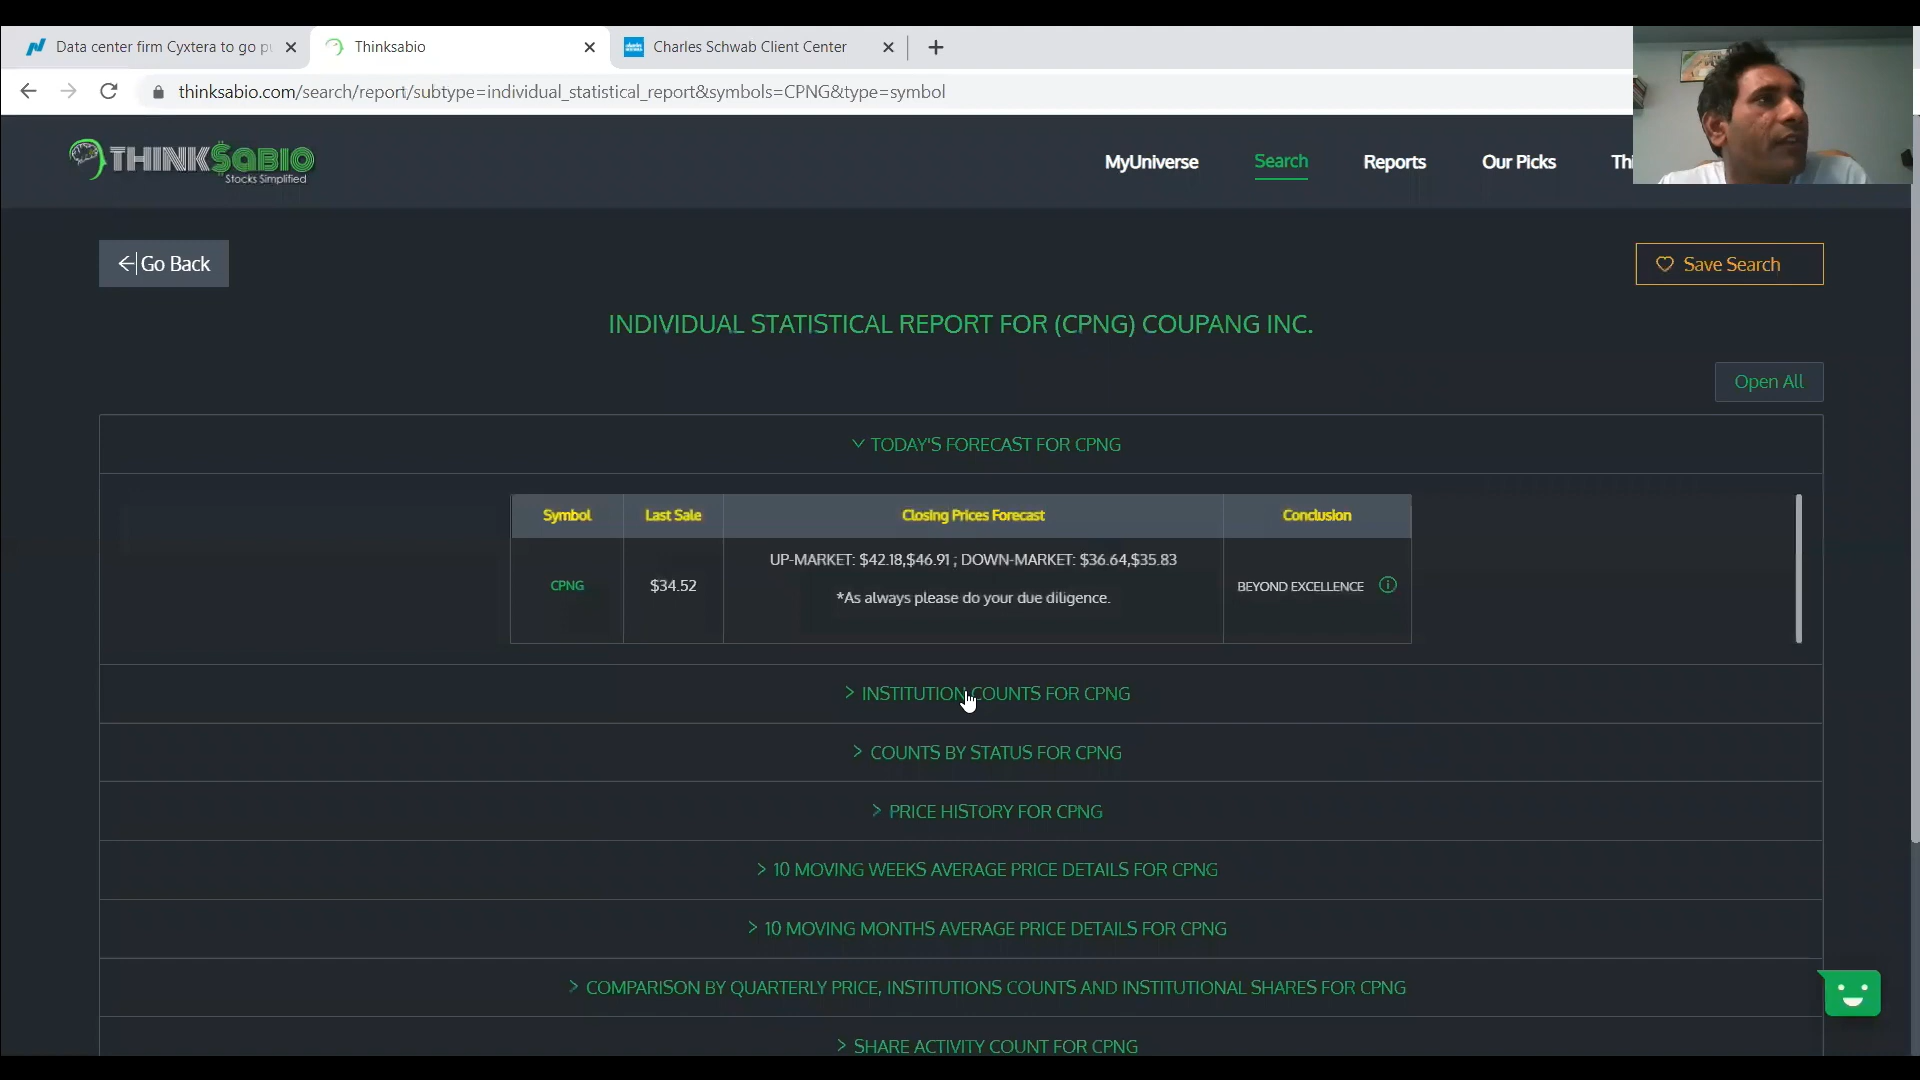 Data center firm Cyxtera to go pu
Thinksabio
Charles Schwab Client Center
thinksabio.com/search/report/subtype=individual_statistical_report&symbols=CPNG&type=symbol
THINK$ABIO
Stocks Simplified
MyUniverse
Search
Reports
Our Picks
Thi
Go Back
Save Search
INDIVIDUAL STATISTICAL REPORT FOR (CPNG) COUPANG INC.
Open All
TODAY'S FORECAST FOR CPNG
Symbol Last Sale Closing Prices Forecast Conclusion
UP-MARKET: $42.18,$46.91 ; DOWN-MARKET: $36.64,$35.83
CPNG $34.52 BEYOND EXCELLENCE
*As always please do your due diligence.
> INSTITUTION COUNTS FOR CPNG
> COUNTS BY STATUS FOR CPNG
> PRICE HISTORY FOR CPNG
> 10 MOVING WEEKS AVERAGE PRICE DETAILS FOR CPNG
> 10 MOVING MONTHS AVERAGE PRICE DETAILS FOR CPNG
> COMPARISON BY QUARTERLY PRICE, INSTITUTIONS COUNTS AND INSTITUTIONAL SHARES FOR CPNG
> SHARE ACTIVITY COUNT FOR CPNG